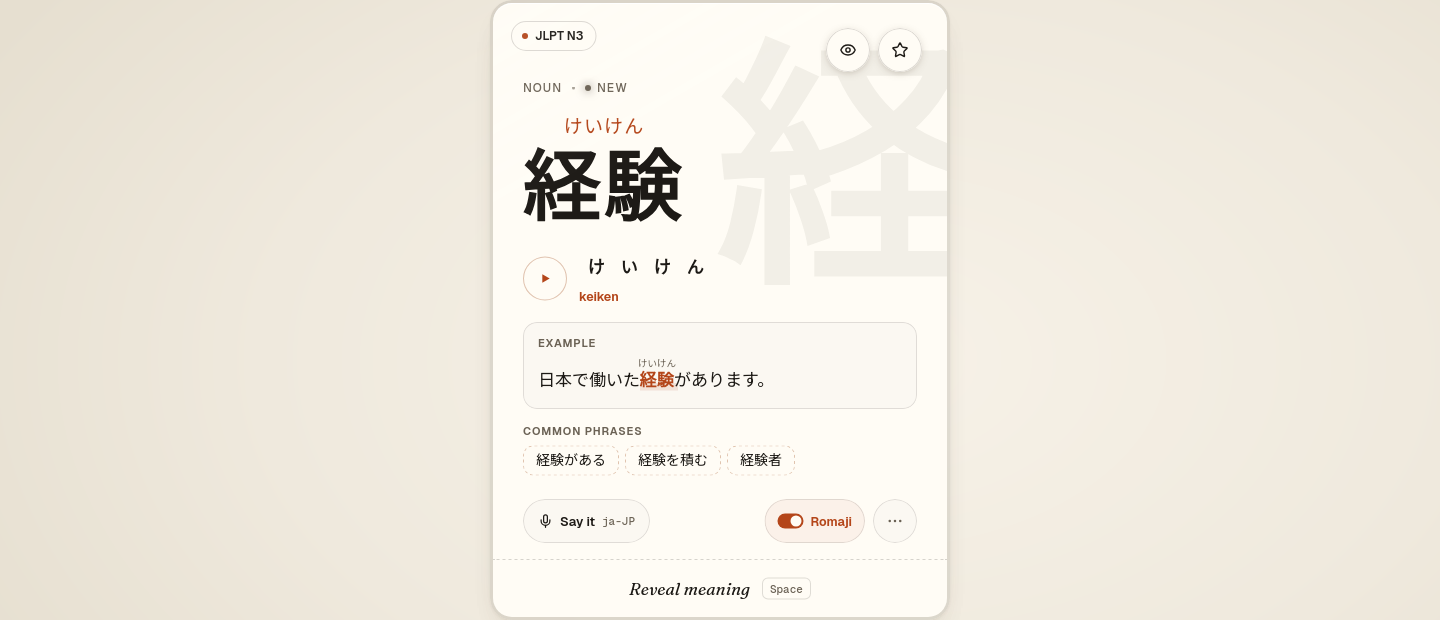 JLPT N3
NOUN • NEW
けいけん
経験
経
けいけん
keiken
EXAMPLE
けいけん
日本で働いた経験があります。
COMMON PHRASES
経験がある 経験を積む 経験者
Say it ja-JP Romaji
Reveal meaning Space